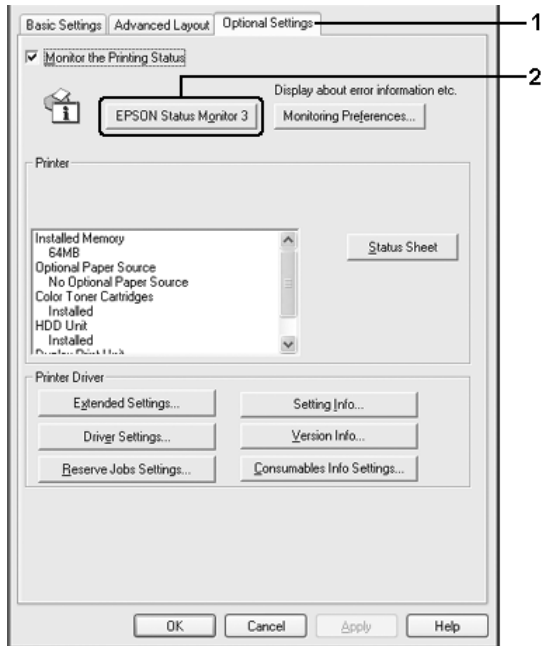 Basic Settings Advanced Layout Optional Settings 1
Monitor the Printing Status
2
Display about error information etc.
EPSON Status Monitor 3 Monitoring Preferences...
Printer
Installed Memory
64MB
Status Sheet
Optional Paper Source
No Optional Paper Source
Color Toner Cartridges
Installed
HDD Unit
Installed
Duplex Print Unit
Printer Driver
Extended Settings... Setting Info...
Driver Settings... Version Info...
Reserve Jobs Settings... Consumables Info Settings...
OK Cancel Apply Help